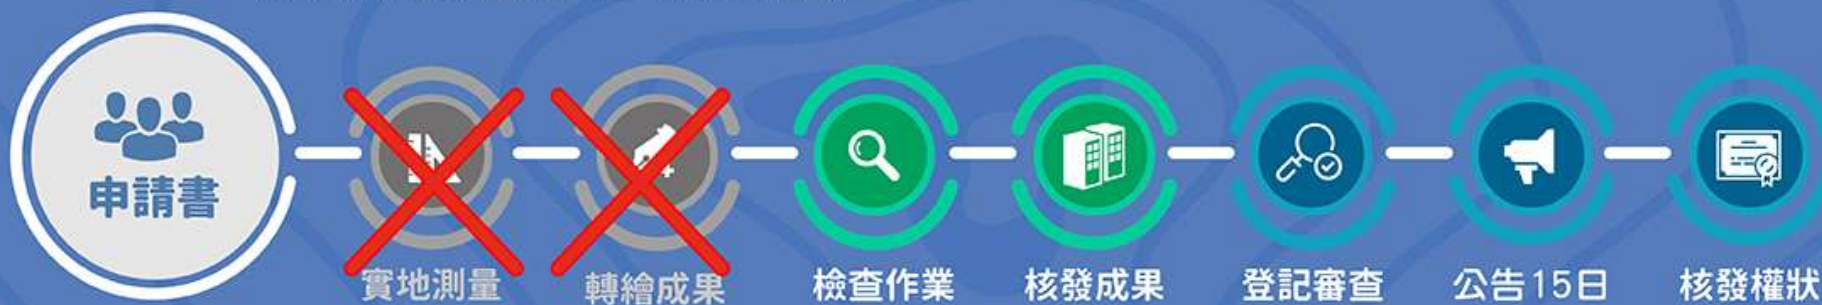 申請書
實地測量
轉繪成果
檢查作業
核發成果
登記審查
公告15日
核發權狀